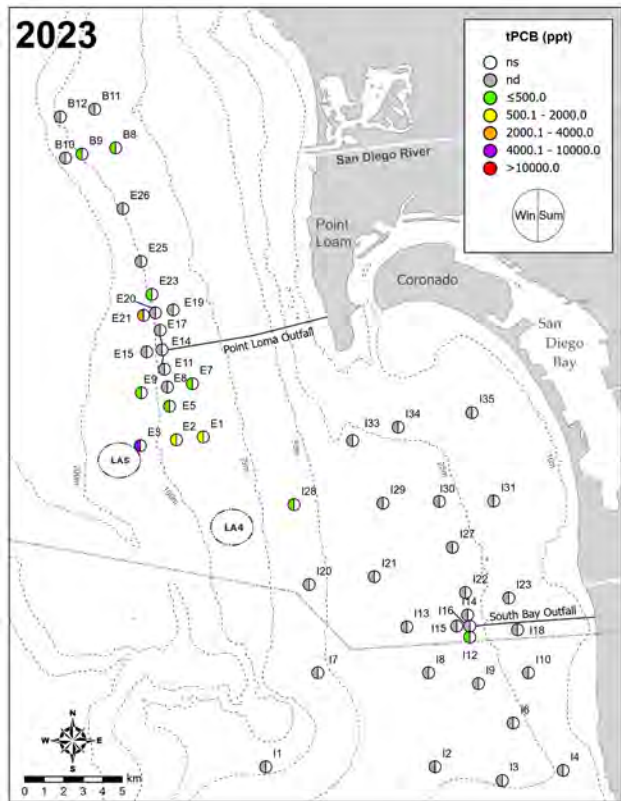 2023
tPCB (ppt)
ns
nd
≤500.0
500.1 - 2000.0
2000.1 - 4000.0
4000.1 - 10000.0
>10000.0
Win Sum
B12 B11
B10 B9 B8
San Diego River
E26
Point
Loam
E25
Coronado
E23
E20 E19
E21
E17
San
Diego
Bay
E15 E14
Point Loma Outfall
E11
E9 E8 E7
E5
I35
I34
I33
E3 E2 E1
LA5
200m
100m
25m
10m
LA4
I28 I29 I30 I31
I27
I20 I21
I22 I23
I16 I14
I13 I15
South Bay Outfall
I18
I12
I7 I8 I9 I10
I6
N
W E
S
I1 I2 I3 I4
0 1 2 3 4 5 km